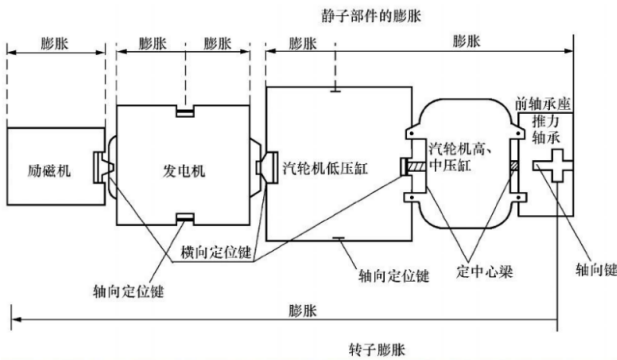 静子部件的膨胀
膨胀 膨胀 膨胀 膨胀 膨胀
前轴承座
推力
轴承
励磁机
发电机
汽轮机低压缸
汽轮机高、
中压缸
横向定位键
轴向定位键
轴向定位键
定中心梁
轴向键
膨胀
转子膨胀